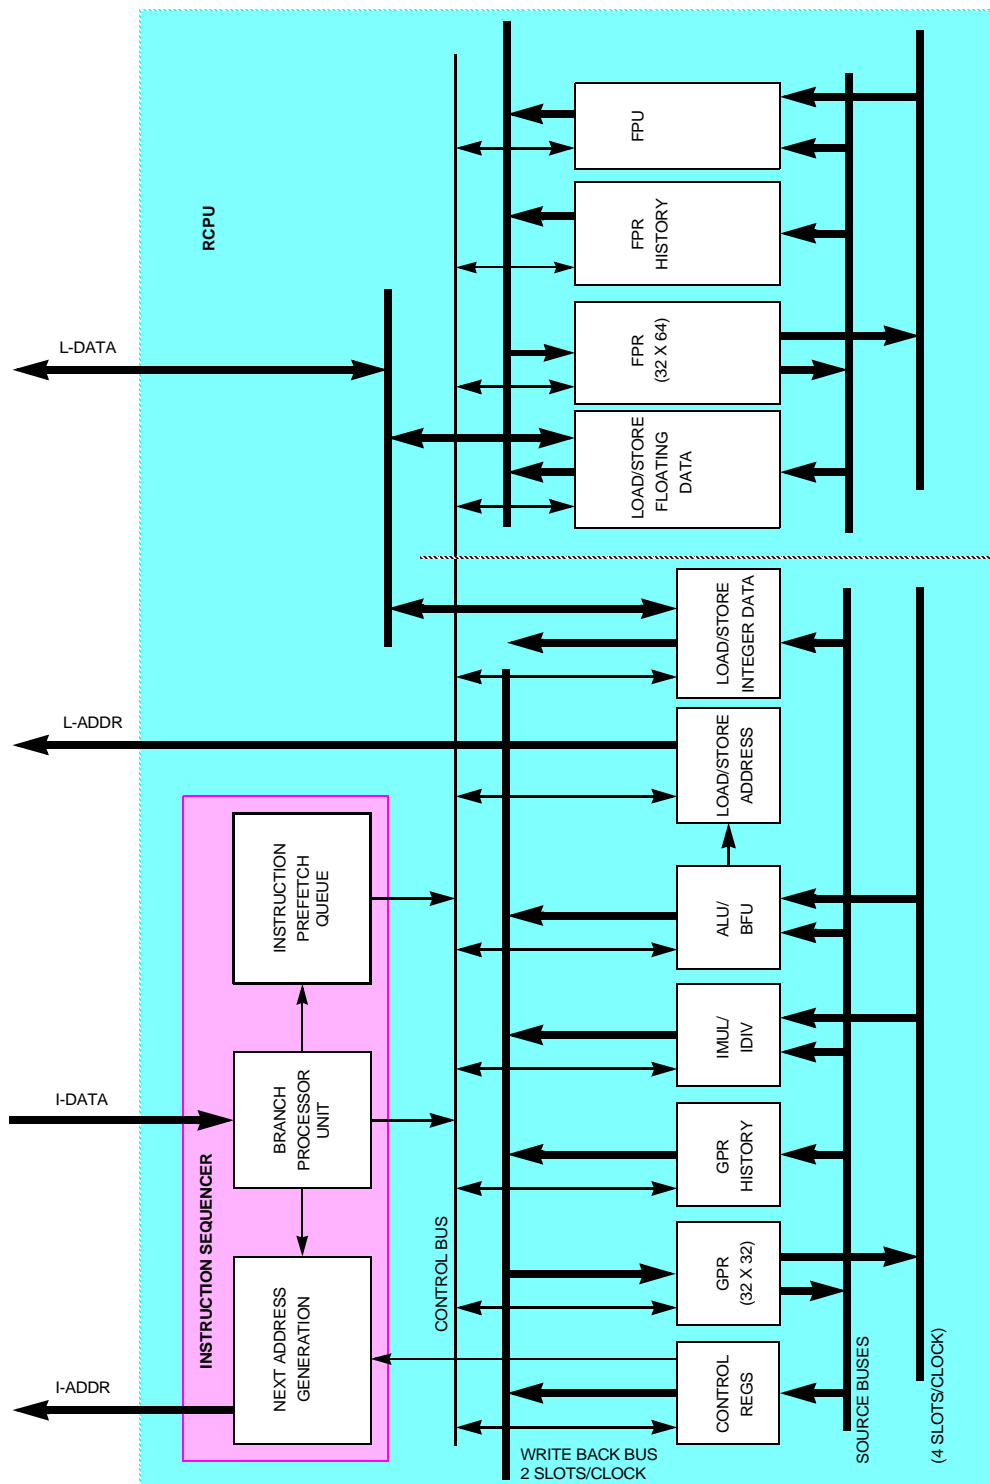 RCPU
L-DATA
L-ADDR
I-DATA
I-ADDR
INSTRUCTION SEQUENCER
NEXT ADDRESS
GENERATION
BRANCH
PROCESSOR
UNIT
INSTRUCTION
PREFETCH
QUEUE
CONTROL BUS
WRITE BACK BUS
2 SLOTS/CLOCK
CONTROL
REGS
GPR
(32 X 32)
GPR
HISTORY
IMUL/
IDIV
ALU/
BFU
LOAD/STORE
ADDRESS
LOAD/STORE
INTEGER DATA
LOAD/STORE
FLOATING
DATA
FPR
(32 X 64)
FPR
HISTORY
FPU
SOURCE BUSES
(4 SLOTS/CLOCK)